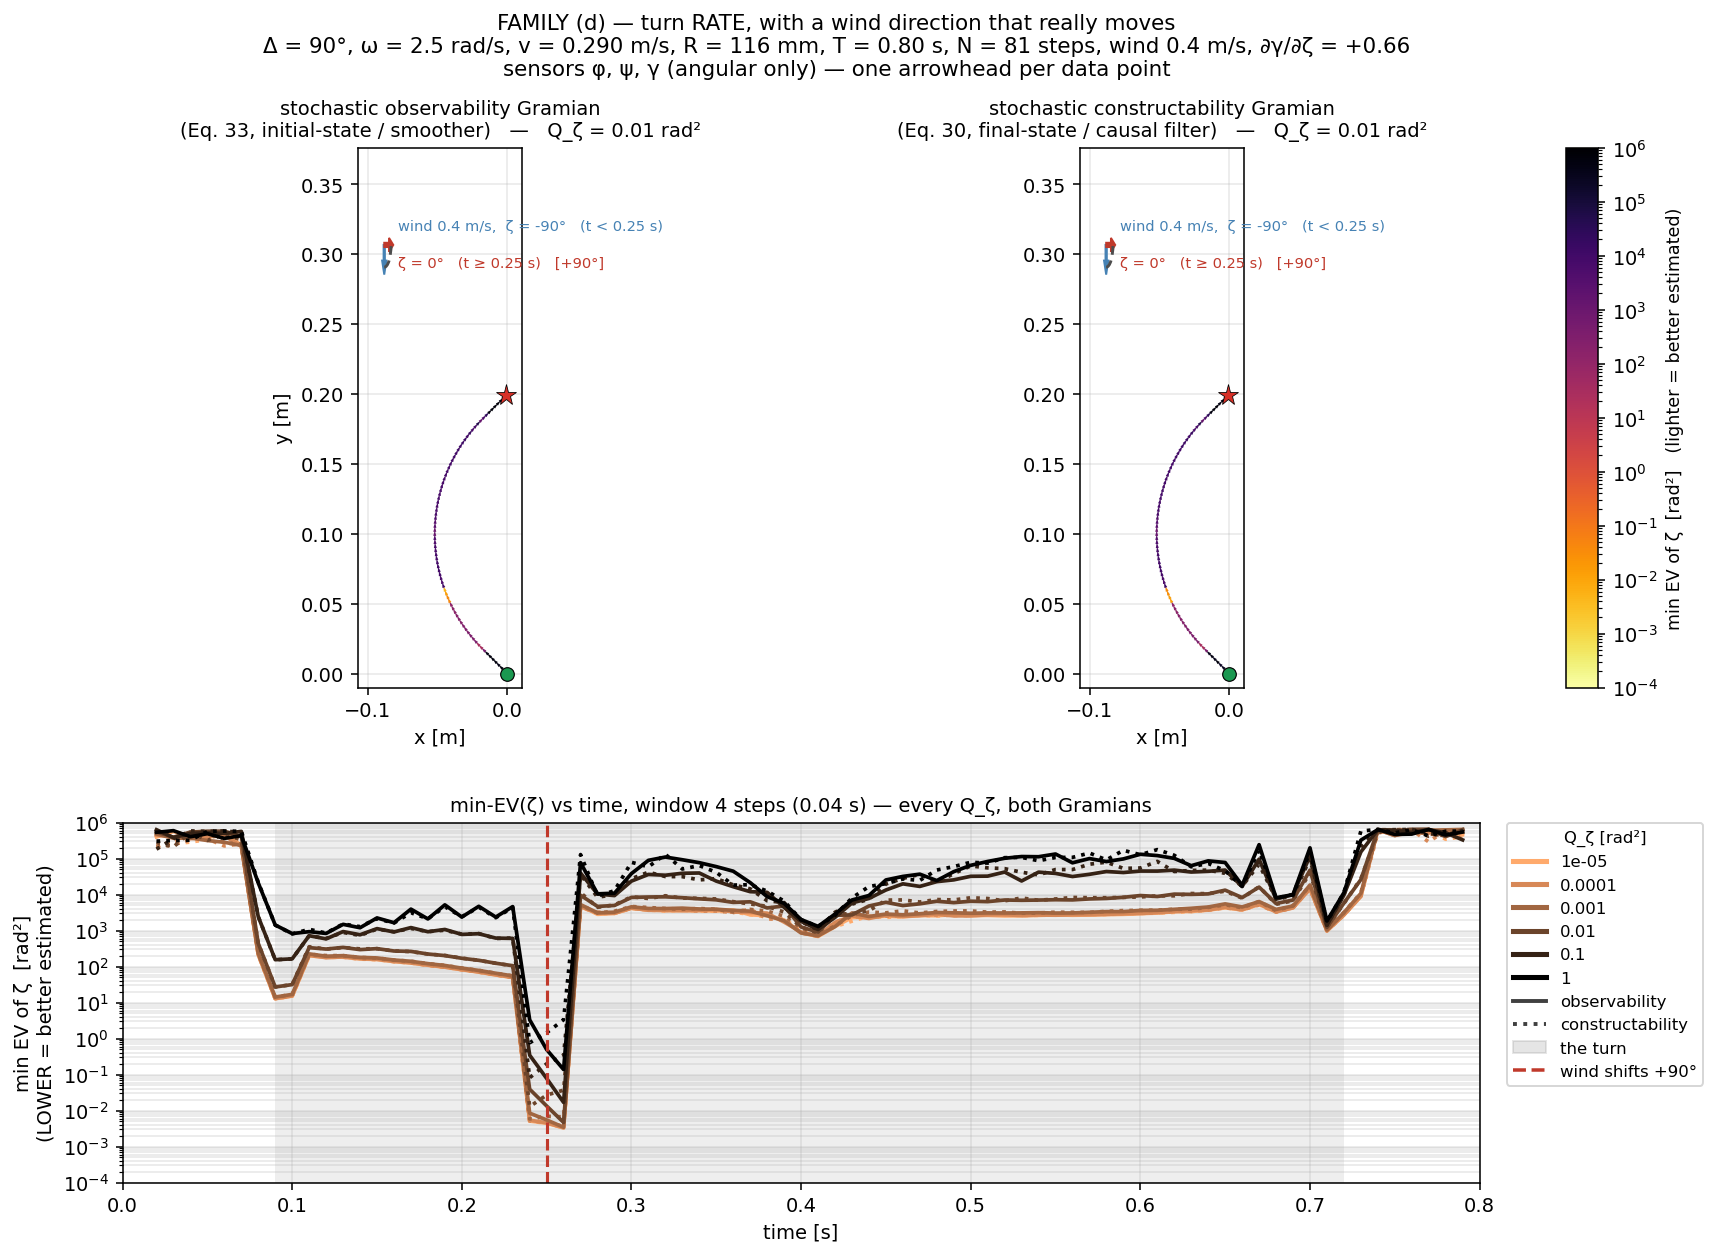 FAMILY (d) — turn RATE, with a wind direction that really moves
Δ = 90°, ω = 2.5 rad/s, v = 0.290 m/s, R = 116 mm, T = 0.80 s, N = 81 steps, wind 0.4 m/s, ∂γ/∂ζ = +0.66
sensors φ, ψ, γ (angular only) — one arrowhead per data point
stochastic observability Gramian
(Eq. 33, initial-state / smoother) — Q_ζ = 0.01 rad²
0.35
0.30
0.25
0.20
0.15
0.10
0.05
0.00
y [m]
wind 0.4 m/s, ζ = -90° (t < 0.25 s)
ζ = 0° (t ≥ 0.25 s) [+90°]
−0.1
0.0
x [m]
stochastic constructability Gramian
(Eq. 30, final-state / causal filter) — Q_ζ = 0.01 rad²
0.35
0.30
0.25
0.20
0.15
0.10
0.05
0.00
wind 0.4 m/s, ζ = -90° (t < 0.25 s)
ζ = 0° (t ≥ 0.25 s) [+90°]
−0.1
0.0
x [m]
10⁶
10⁵
10⁴
10³
10²
10¹
10⁰
10⁻¹
10⁻²
10⁻³
10⁻⁴
min EV of ζ [rad²] (lighter = better estimated)
min-EV(ζ) vs time, window 4 steps (0.04 s) — every Q_ζ, both Gramians
min EV of ζ [rad²]
(LOWER = better estimated)
10⁶
10⁵
10⁴
10³
10²
10¹
10⁰
10⁻¹
10⁻²
10⁻³
10⁻⁴
0.0
0.1
0.2
0.3
0.4
0.5
0.6
0.7
0.8
time [s]
Q_ζ [rad²]
1e-05
0.0001
0.001
0.01
0.1
1
observability
constructability
the turn
wind shifts +90°